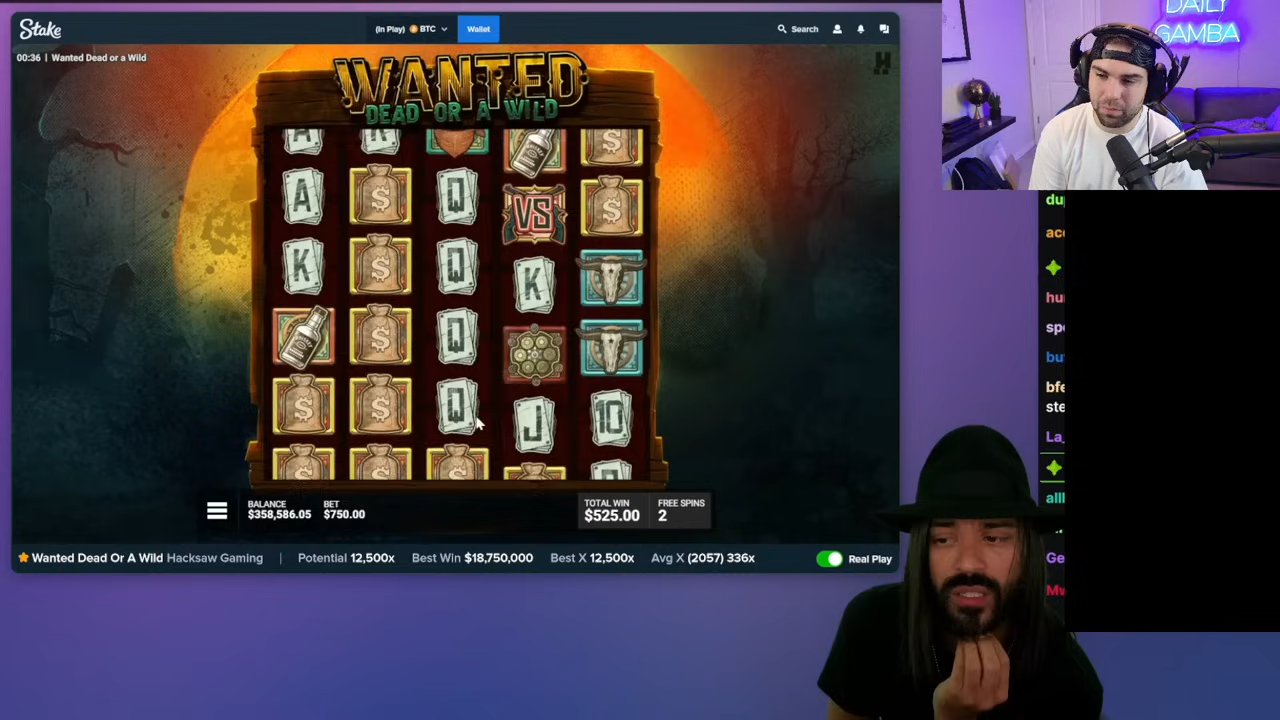 Stake
(In Play) BTC
Wallet
Search
00:36 | Wanted Dead or a Wild
WANTED
DEAD OR A WILD
DAILY
GAMBA
A
$
Q
VS
$
K
$
Q
K
$
Q
$
$
Q
J
10
BALANCE
$358,586.05
BET
$750.00
TOTAL WIN
$525.00
FREE SPINS
2
Wanted Dead Or A Wild Hacksaw Gaming | Potential 12,500x Best Win $18,750,000 Best X 12,500x Avg X (2057) 336x Real Play